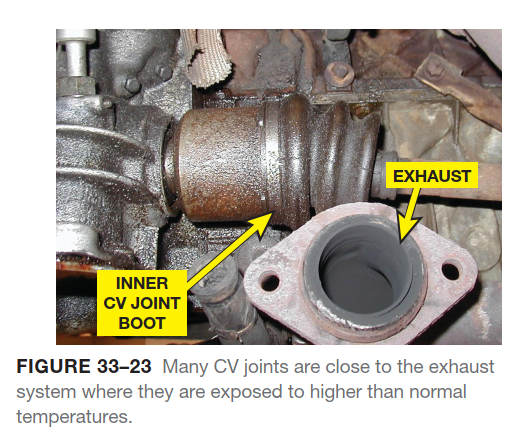 EXHAUST
INNER
CV JOINT
BOOT
FIGURE 33–23 Many CV joints are close to the exhaust
system where they are exposed to higher than normal
temperatures.